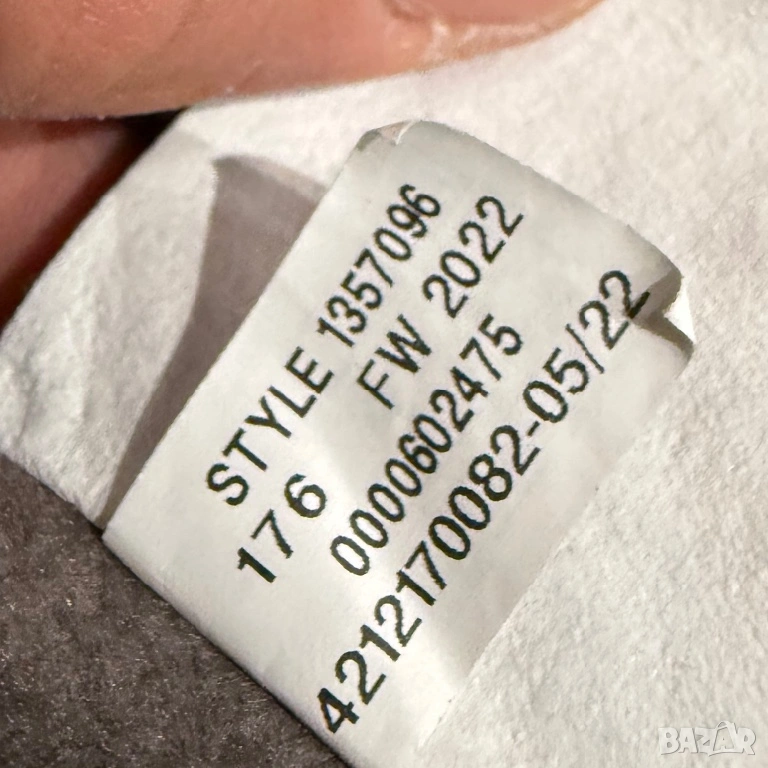 STYLE 1357096
176 FW 2022
0000602475
4212170082-05/22
BAZAR